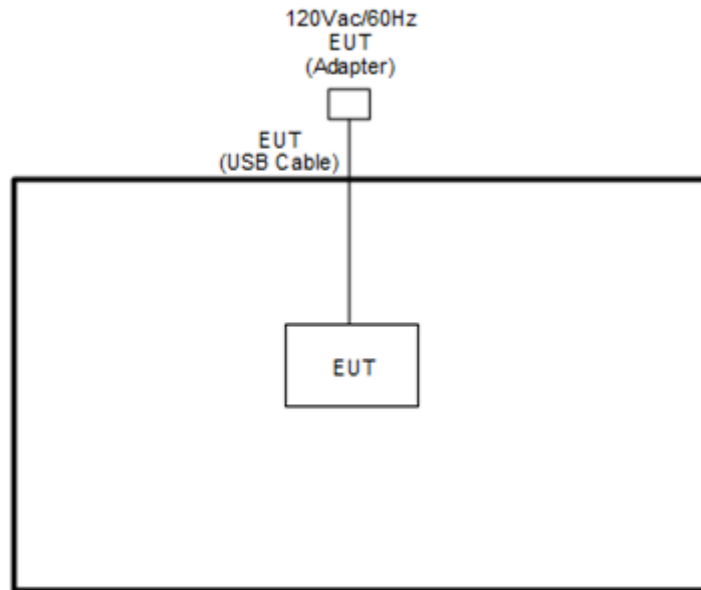 120Vac/60Hz
EUT
(Adapter)
EUT
(USB Cable)
EUT